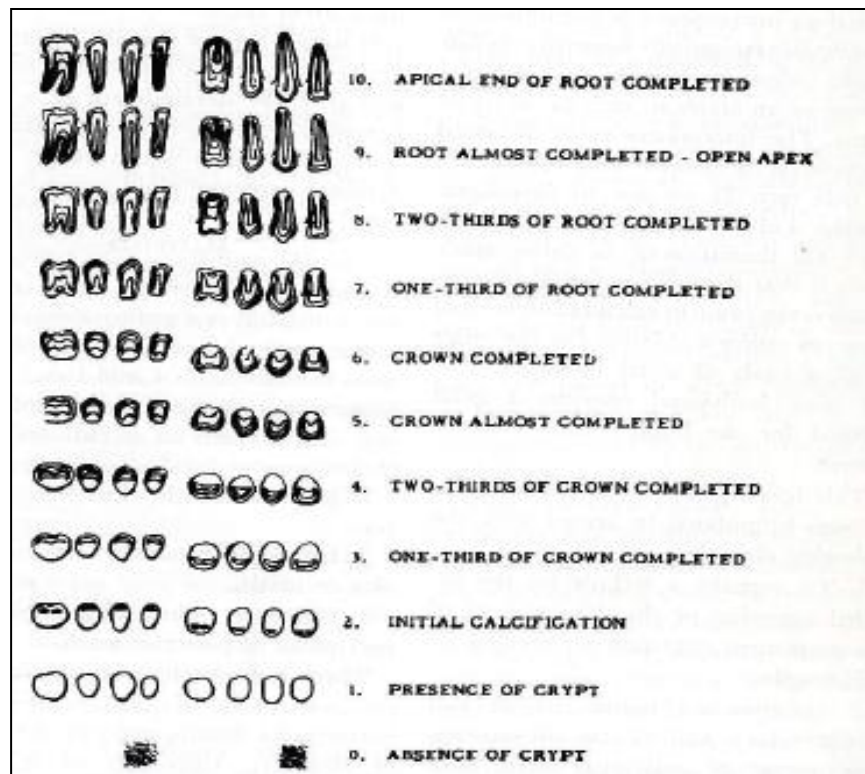 10. APICAL END OF ROOT COMPLETED
9. ROOT ALMOST COMPLETED - OPEN APEX
8. TWO-THIRDS OF ROOT COMPLETED
7. ONE-THIRD OF ROOT COMPLETED
6. CROWN COMPLETED
5. CROWN ALMOST COMPLETED
4. TWO-THIRDS OF CROWN COMPLETED
3. ONE-THIRD OF CROWN COMPLETED
2. INITIAL CALCIFICATION
1. PRESENCE OF CRYPT
0. ABSENCE OF CRYPT